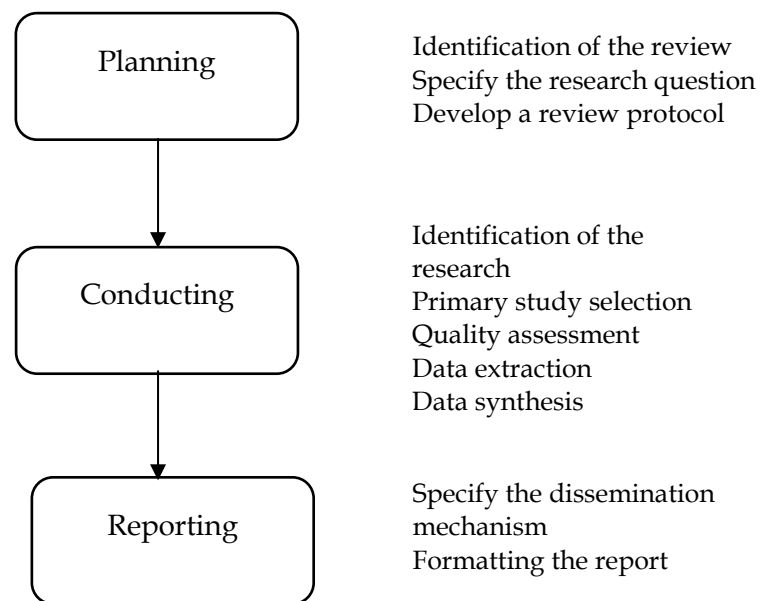 Planning
Identification of the review
Specify the research question
Develop a review protocol
Conducting
Identification of the
research
Primary study selection
Quality assessment
Data extraction
Data synthesis
Reporting
Specify the dissemination
mechanism
Formatting the report